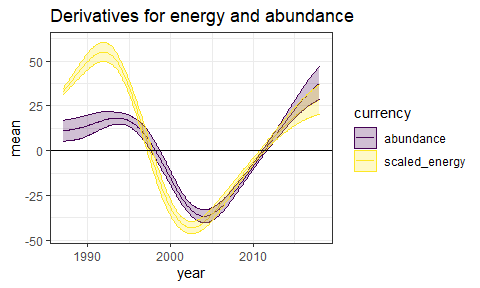 Derivatives for energy and abundance
50
25
0
-25
-50
mean
1990
2000
2010
year
currency
abundance
scaled_energy